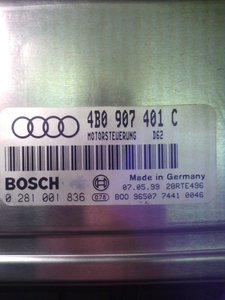 4B0 907 401 C
MOTORSTEUERUNG D62
BOSCH Made in Germany
07.05.99 28RTE496
0 281 001 836 078 B00 96507 7441 0046